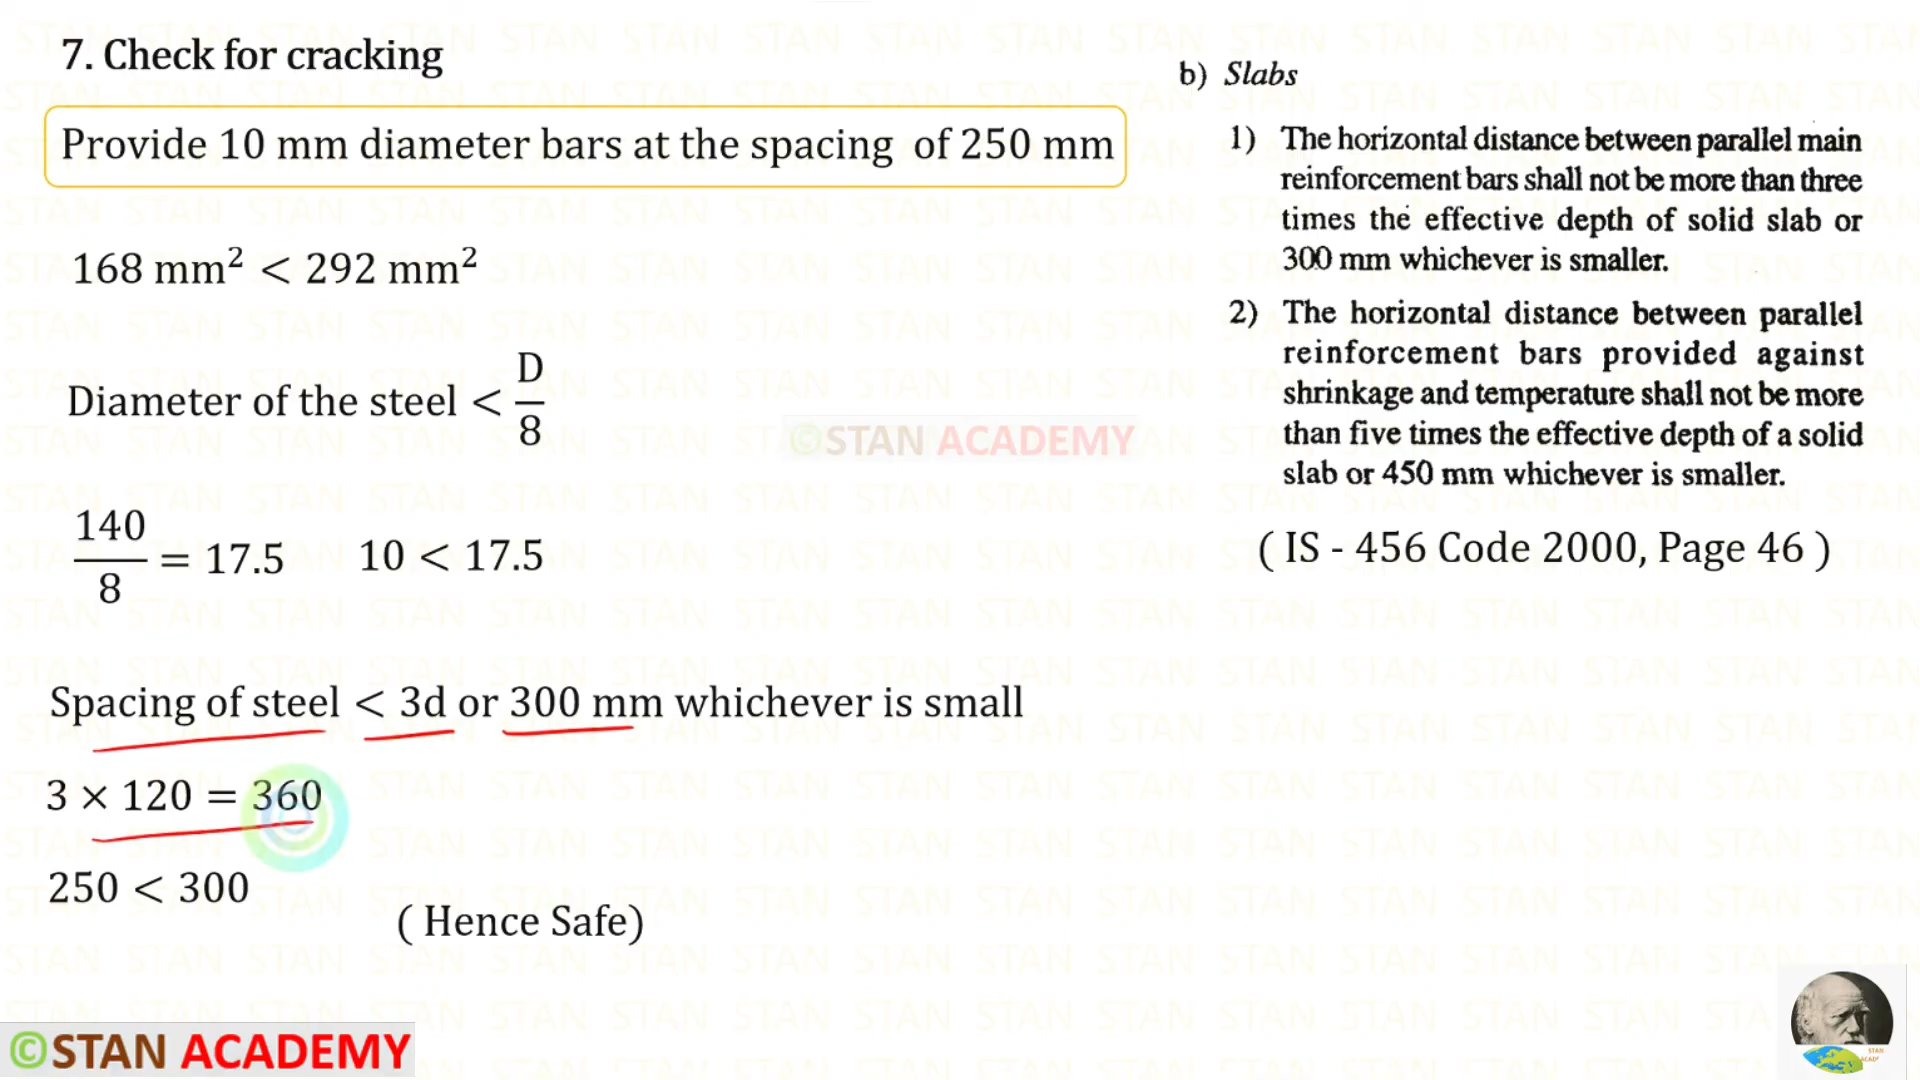 7. Check for cracking
Provide 10 mm diameter bars at the spacing of 250 mm
168 mm² < 292 mm²
Diameter of the steel < D/8
140/8 = 17.5 10 < 17.5
Spacing of steel < 3d or 300 mm whichever is small
3 × 120 = 360
250 < 300
( Hence Safe)
b) Slabs
1) The horizontal distance between parallel main
reinforcement bars shall not be more than three
times the effective depth of solid slab or
300 mm whichever is smaller.
2) The horizontal distance between parallel
reinforcement bars provided against
shrinkage and temperature shall not be more
than five times the effective depth of a solid
slab or 450 mm whichever is smaller.
( IS - 456 Code 2000, Page 46 )
©STAN ACADEMY
©STAN ACADEMY